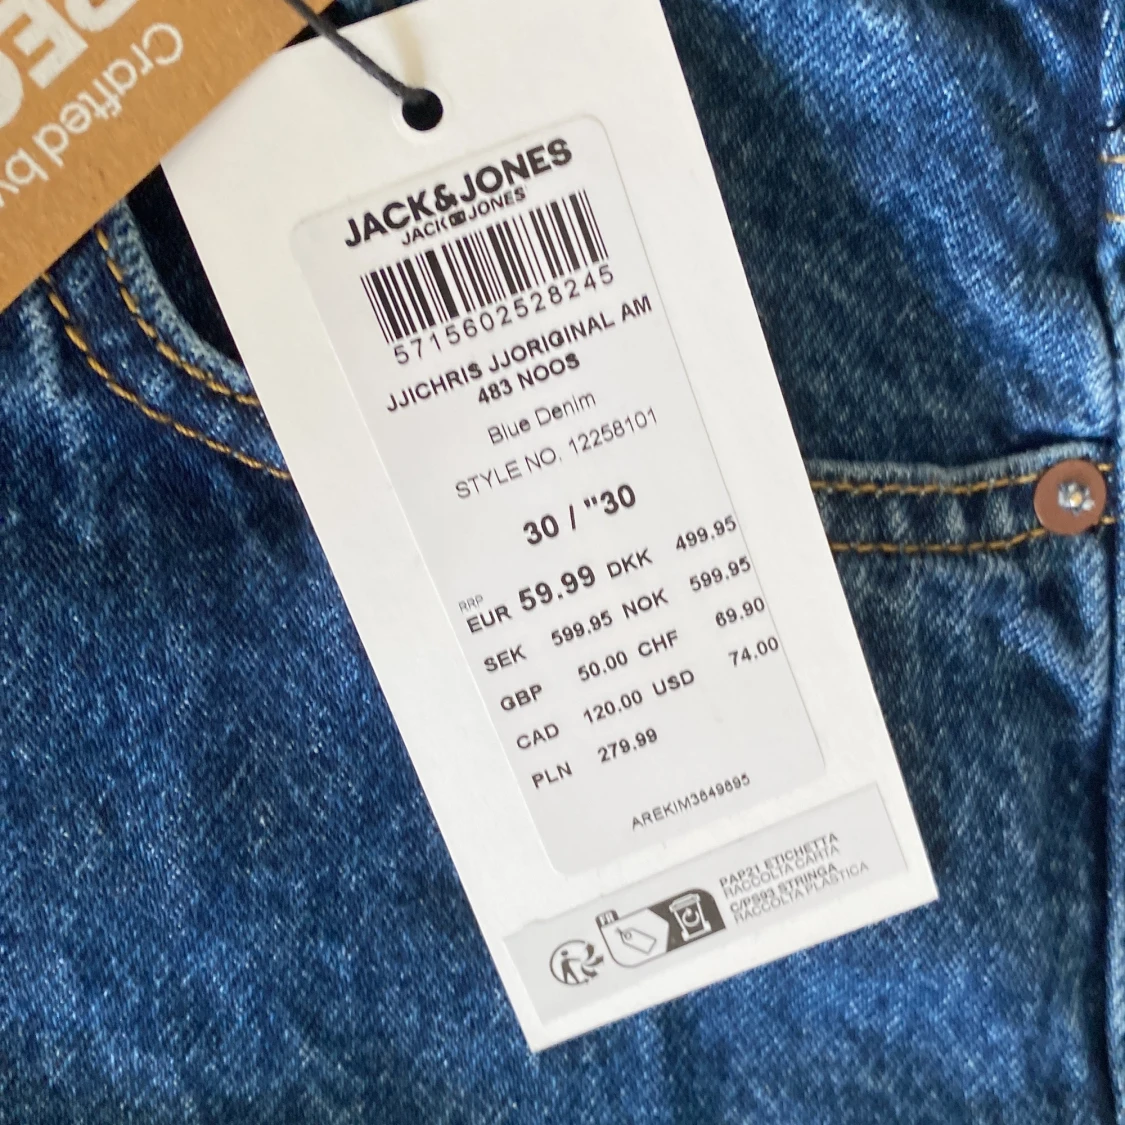 Crafted by
JACK&JONES
JACK&JONES
5715602528245
JJICHRIS JJORIGINAL AM
483 NOOS
Blue Denim
STYLE NO. 12258101
30 / "30
RRP
EUR 59.99 DKK 499.95
SEK 599.95 NOK 599.95
GBP 50.00 CHF 69.90
CAD 120.00 USD 74.00
PLN 279.99
AREKIM3849895
FR
PAP21 ETICHETTA
RACCOLTA CARTA
C/PS93 STRINGA
RACCOLTA PLASTICA